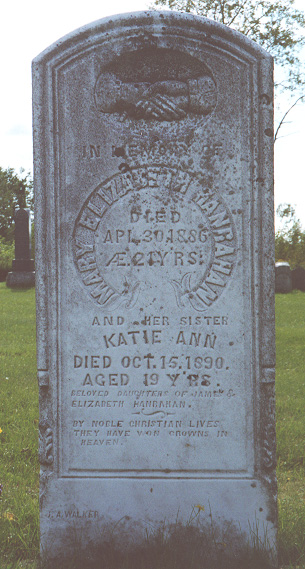 IN MEMORY OF
MARY ELIZABETH HANRAHAN
DIED
APL. 30, 1886
Æ. 21 YRS.
AND HER SISTER
KATIE ANN
DIED OCT. 15, 1890.
AGED 19 Y'RS.
BELOVED DAUGHTERS OF JAMES &
ELIZABETH HANRAHAN.
BY NOBLE CHRISTIAN LIVES
THEY HAVE WON CROWNS IN
HEAVEN.
J. A. WALKER